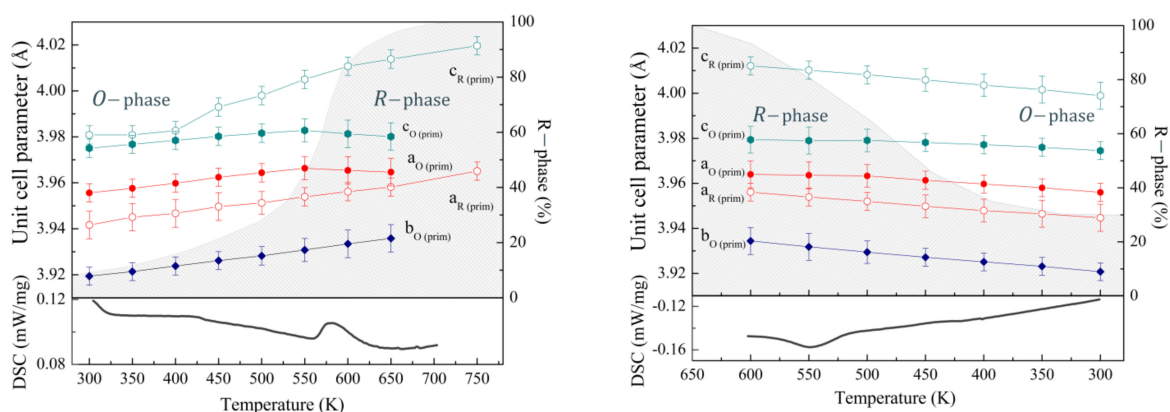 Unit cell parameter (Å)
4.02
4.00
3.98
3.96
3.94
3.92
O−phase
R−phase
c R (prim)
c O (prim)
a O (prim)
a R (prim)
b O (prim)
100
80
60
40
20
0
R−phase (%)
DSC (mW/mg)
0.12
0.08
300 350 400 450 500 550 600 650 700 750
Temperature (K)
Unit cell parameter (Å)
4.02
4.00
3.98
3.96
3.94
3.92
c R (prim)
R−phase
O−phase
c O (prim)
a O (prim)
a R (prim)
b O (prim)
100
80
60
40
20
0
R−phase (%)
DSC (mW/mg)
-0.12
-0.16
650 600 550 500 450 400 350 300
Temperature (K)